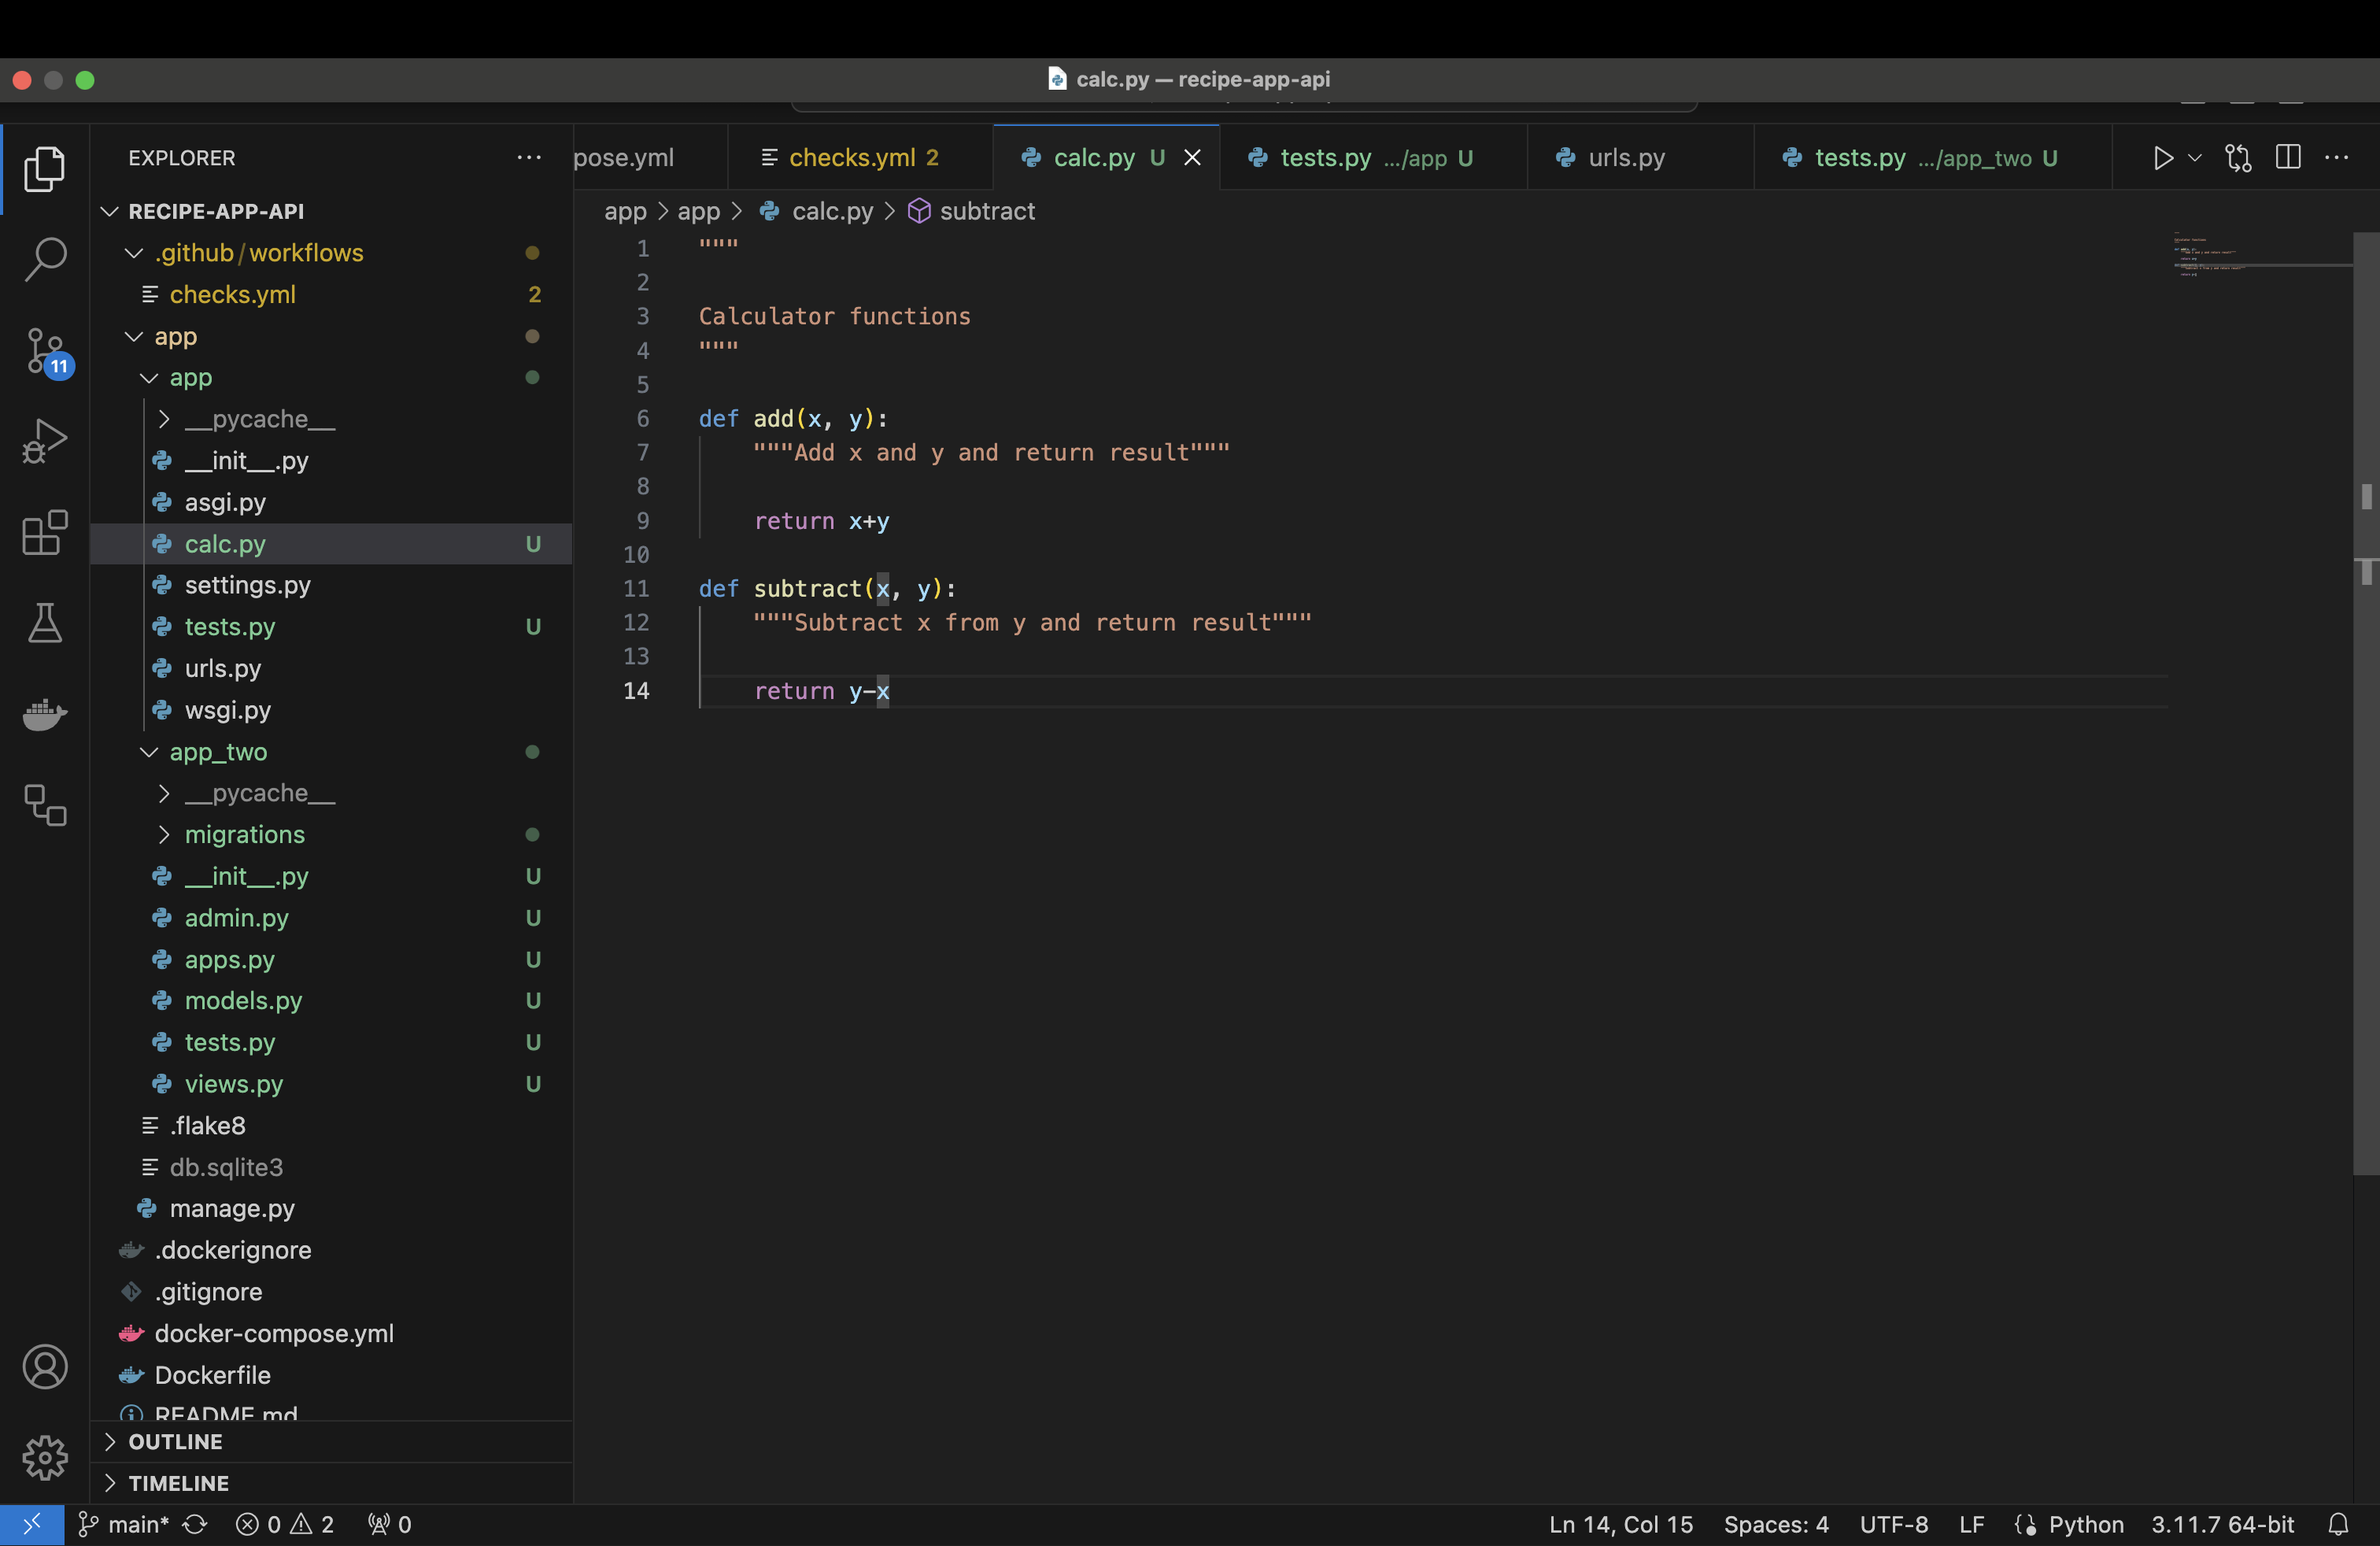 calc.py — recipe-app-api
EXPLORER
pose.yml
checks.yml 2
calc.py U
tests.py .../app U
urls.py
tests.py .../app_two U
RECIPE-APP-API
.github/workflows
checks.yml 2
app
app
__pycache__
__init__.py
asgi.py
calc.py U
settings.py
tests.py U
urls.py
wsgi.py
app_two
__pycache__
migrations
__init__.py U
admin.py U
apps.py U
models.py U
tests.py U
views.py U
.flake8
db.sqlite3
manage.py
.dockerignore
.gitignore
docker-compose.yml
Dockerfile
README.md
OUTLINE
TIMELINE
11
app > app > calc.py > subtract
1 """
2
3 Calculator functions
4 """
5
6 def add(x, y):
7     """Add x and y and return result"""
8
9     return x+y
10
11 def subtract(x, y):
12     """Subtract x from y and return result"""
13
14     return y-x
main* 0 2 0
Ln 14, Col 15 Spaces: 4 UTF-8 LF Python 3.11.7 64-bit